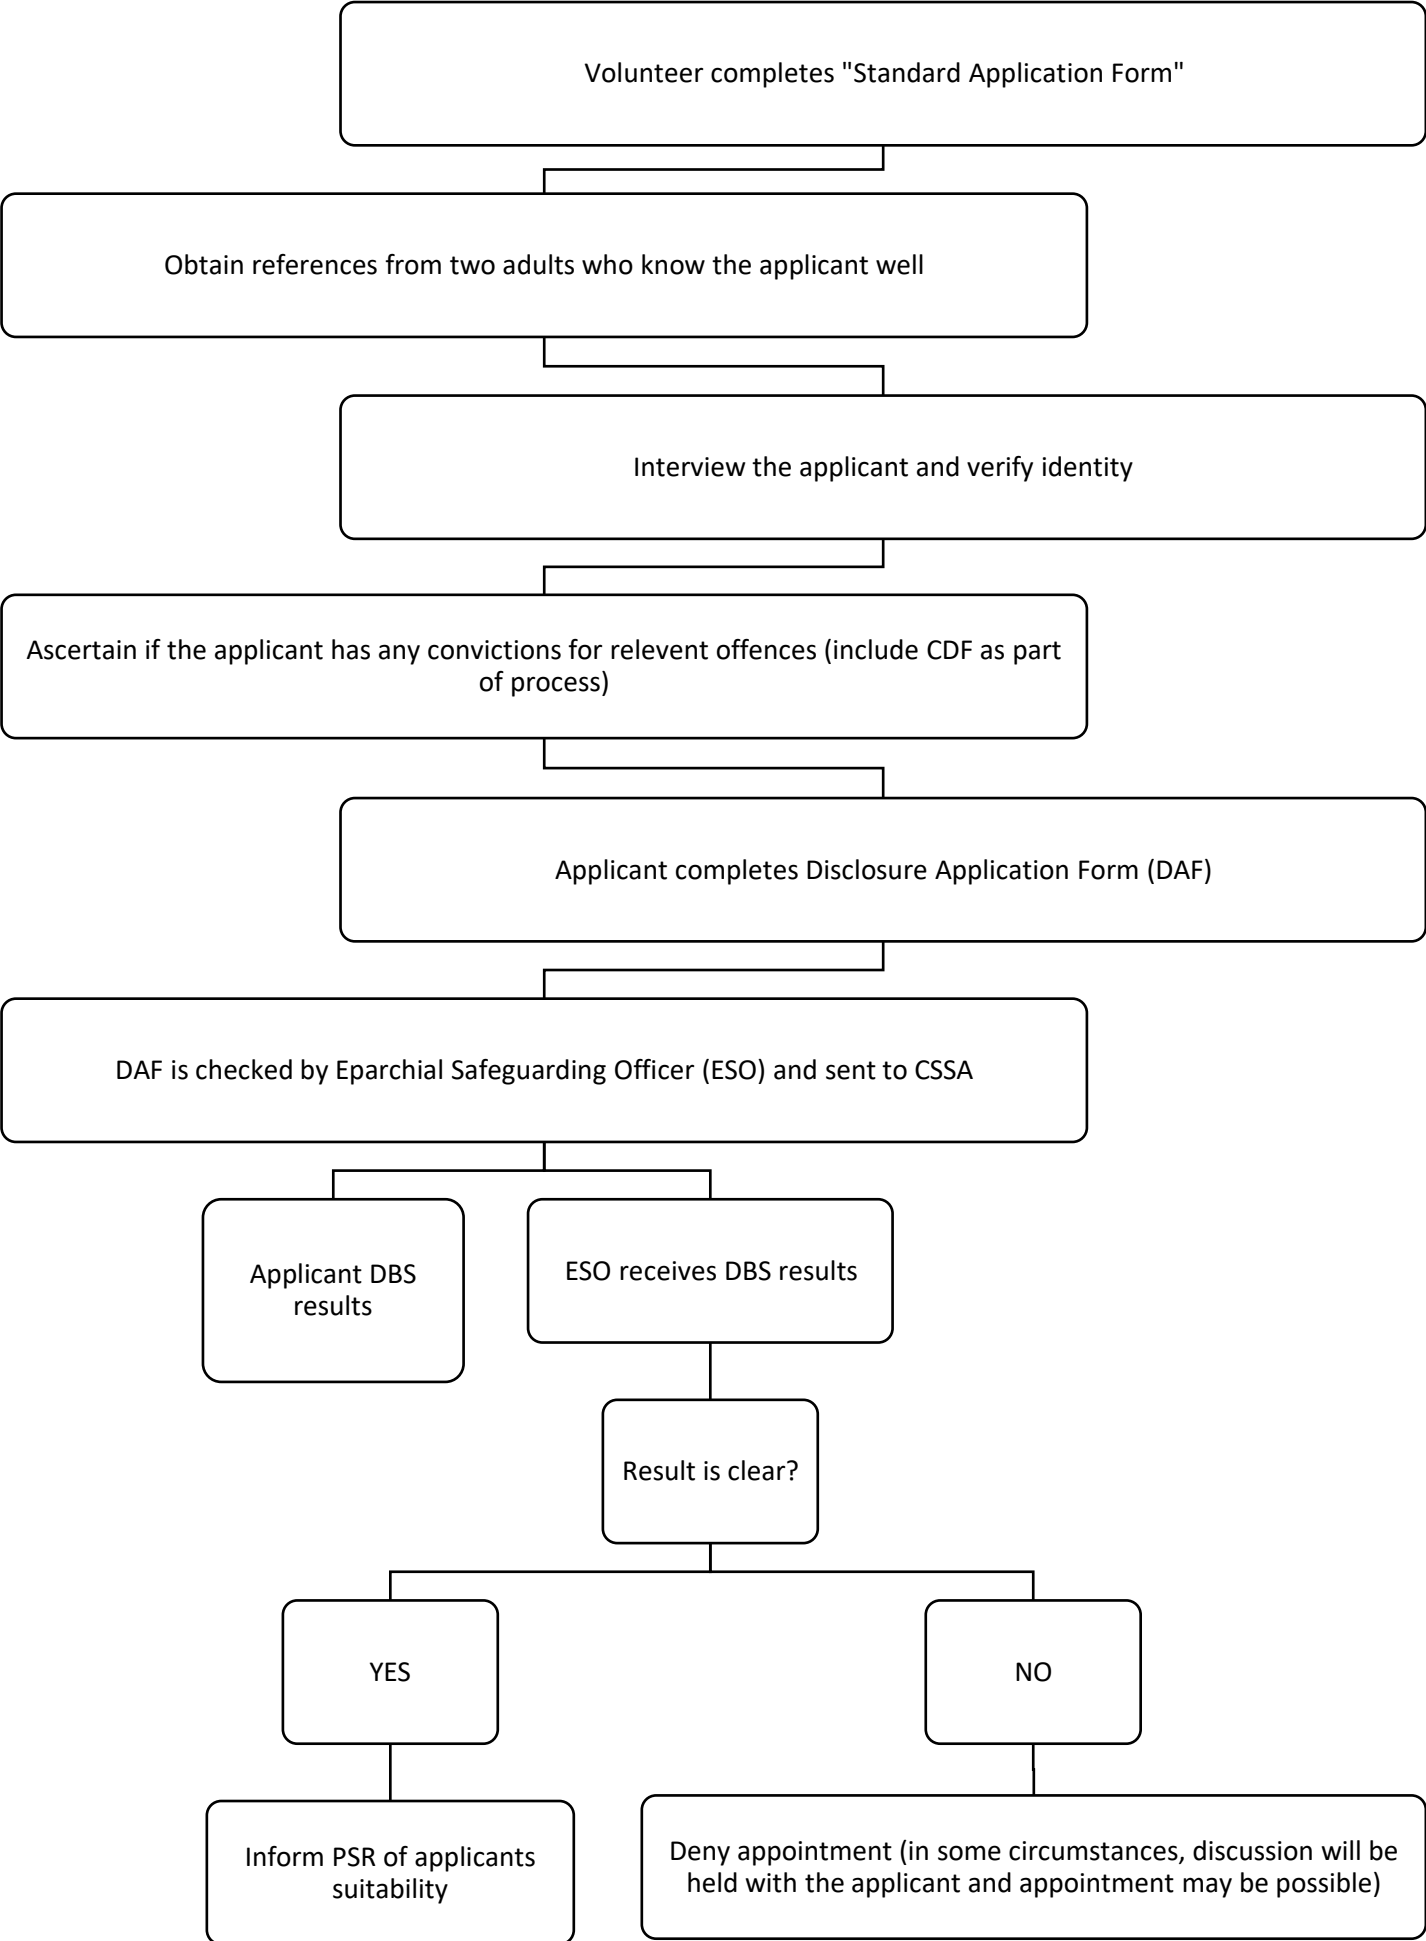 Volunteer completes "Standard Application Form"
Obtain references from two adults who know the applicant well
Interview the applicant and verify identity
Ascertain if the applicant has any convictions for relevent offences (include CDF as part
of process)
Applicant completes Disclosure Application Form (DAF)
DAF is checked by Eparchial Safeguarding Officer (ESO) and sent to CSSA
Applicant DBS
results
ESO receives DBS results
Result is clear?
YES
NO
Inform PSR of applicants
suitability
Deny appointment (in some circumstances, discussion will be
held with the applicant and appointment may be possible)